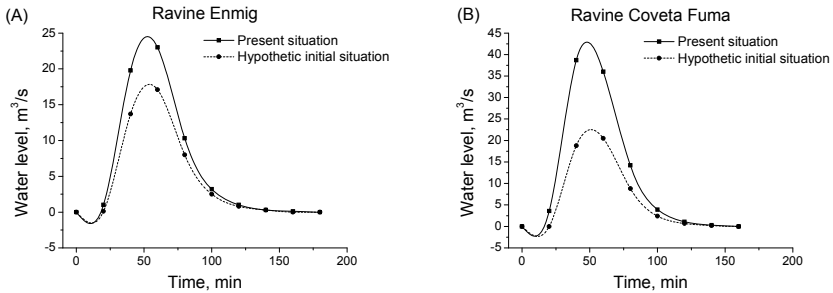 (A)
Ravine Enmig
Present situation
Hypothetic initial situation
Water level, m³/s
25
20
15
10
5
0
5
0
50
100
150
200
Time, min
(B)
Ravine Coveta Fuma
Present situation
Hypothetic initial situation
Water level, m³/s
45
40
35
30
25
20
15
10
5
0
5
0
50
100
150
200
Time, min